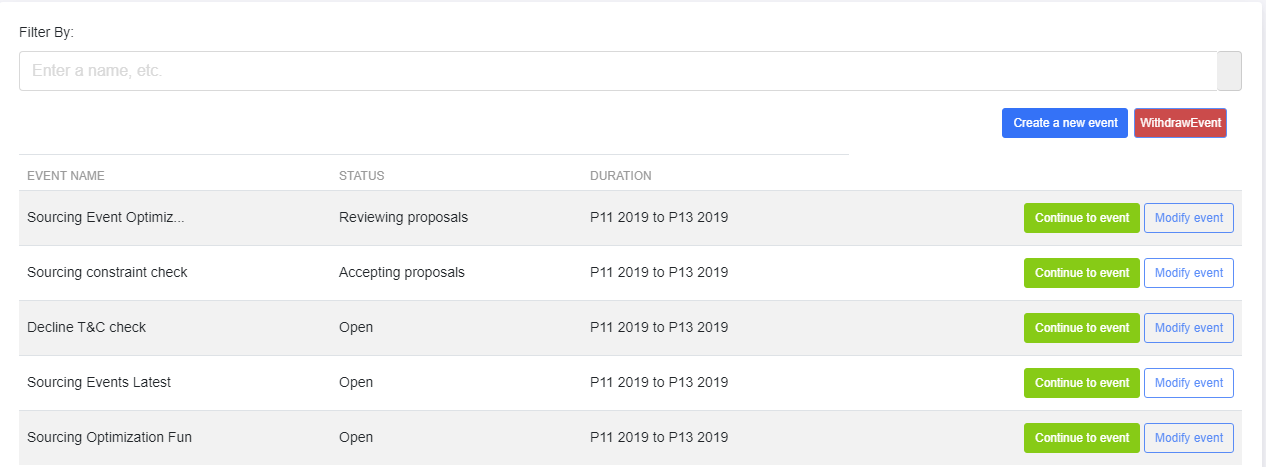 Filter By:
Enter a name, etc.
Create a new event WithdrawEvent
EVENT NAME STATUS DURATION
Sourcing Event Optimiz... Reviewing proposals P11 2019 to P13 2019 Continue to event Modify event
Sourcing constraint check Accepting proposals P11 2019 to P13 2019 Continue to event Modify event
Decline T&C check Open P11 2019 to P13 2019 Continue to event Modify event
Sourcing Events Latest Open P11 2019 to P13 2019 Continue to event Modify event
Sourcing Optimization Fun Open P11 2019 to P13 2019 Continue to event Modify event